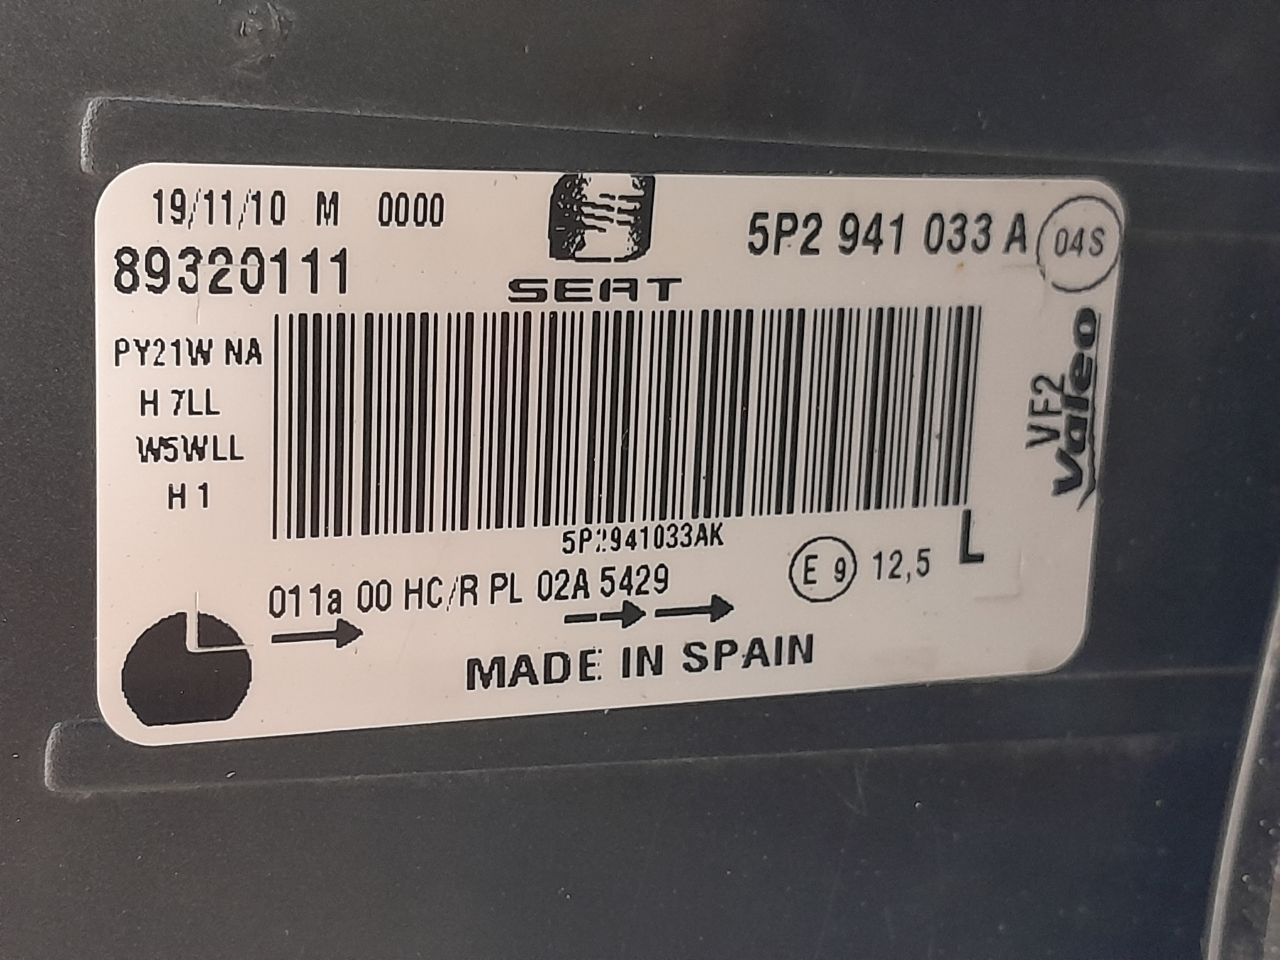 19/11/10 M 0000
89320111
SEAT
5P2 941 033 A
04S
PY21W NA
H 7LL
W5WLL
H 1
VF2
Valeo
5P2941033AK
L
011a 00 HC/R PL 02A 5429
E 9 12,5
MADE IN SPAIN